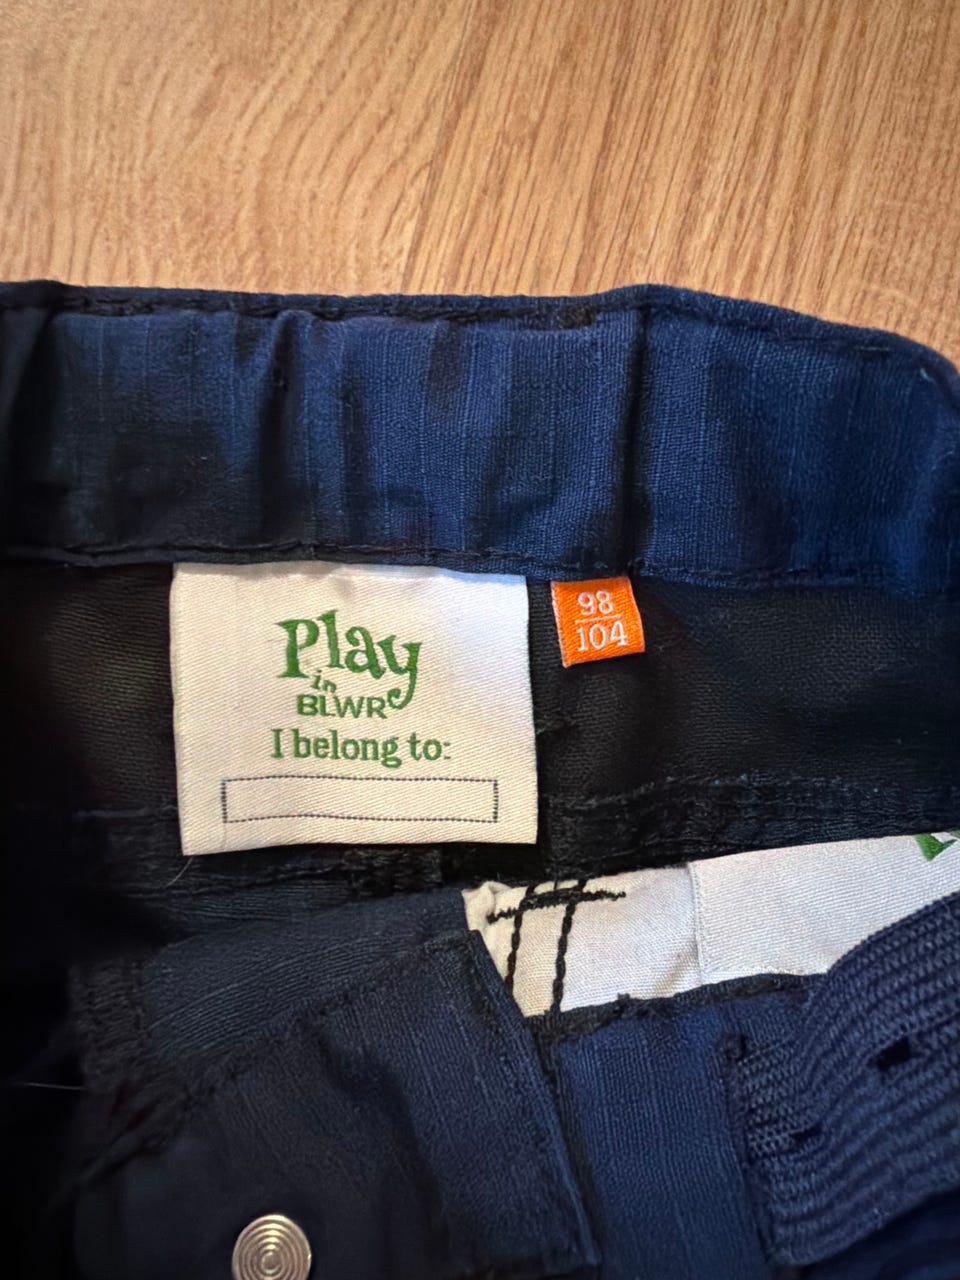 Play
in
BLWR
I belong to:
98
104